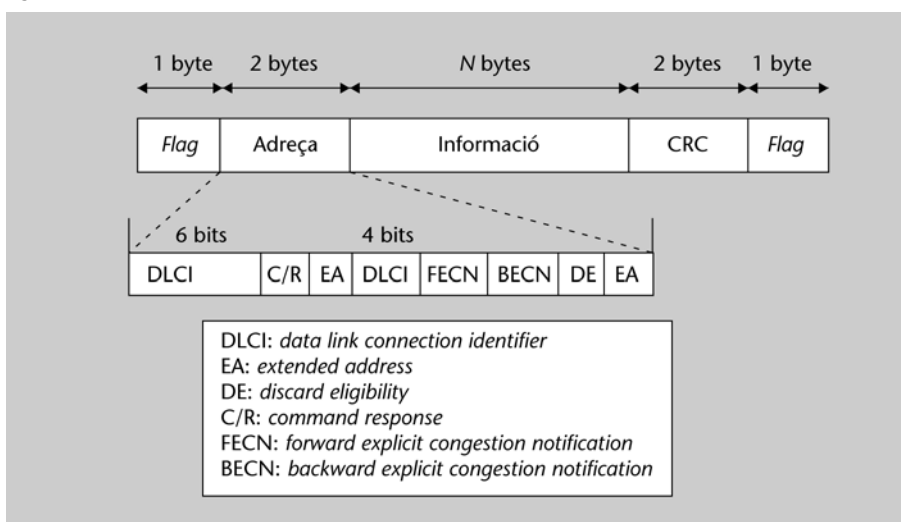 1 byte 2 bytes N bytes 2 bytes 1 byte
Flag Adreça Informació CRC Flag
6 bits 4 bits
DLCI C/R EA DLCI FECN BECN DE EA
DLCI: data link connection identifier
EA: extended address
DE: discard eligibility
C/R: command response
FECN: forward explicit congestion notification
BECN: backward explicit congestion notification